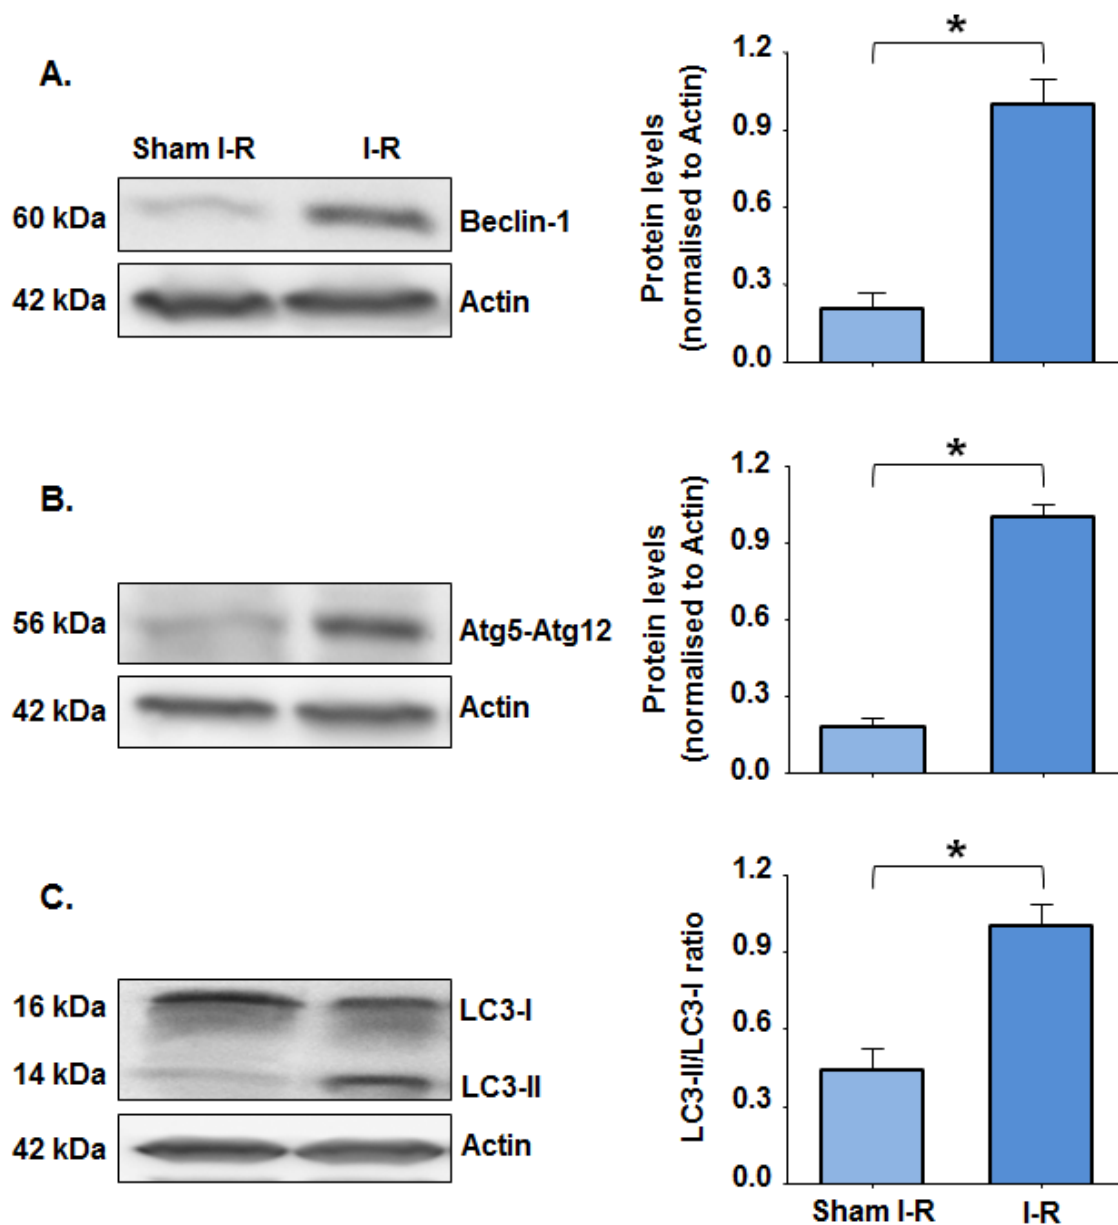 A.
Sham I-R I-R
60 kDa Beclin-1
42 kDa Actin
*
Protein levels
(normalised to Actin)
1.2
0.9
0.6
0.3
0.0
B.
56 kDa Atg5-Atg12
42 kDa Actin
*
Protein levels
(normalised to Actin)
1.2
0.9
0.6
0.3
0.0
C.
16 kDa LC3-I
14 kDa LC3-II
42 kDa Actin
*
LC3-II/LC3-I ratio
1.2
0.9
0.6
0.3
0.0
Sham I-R I-R